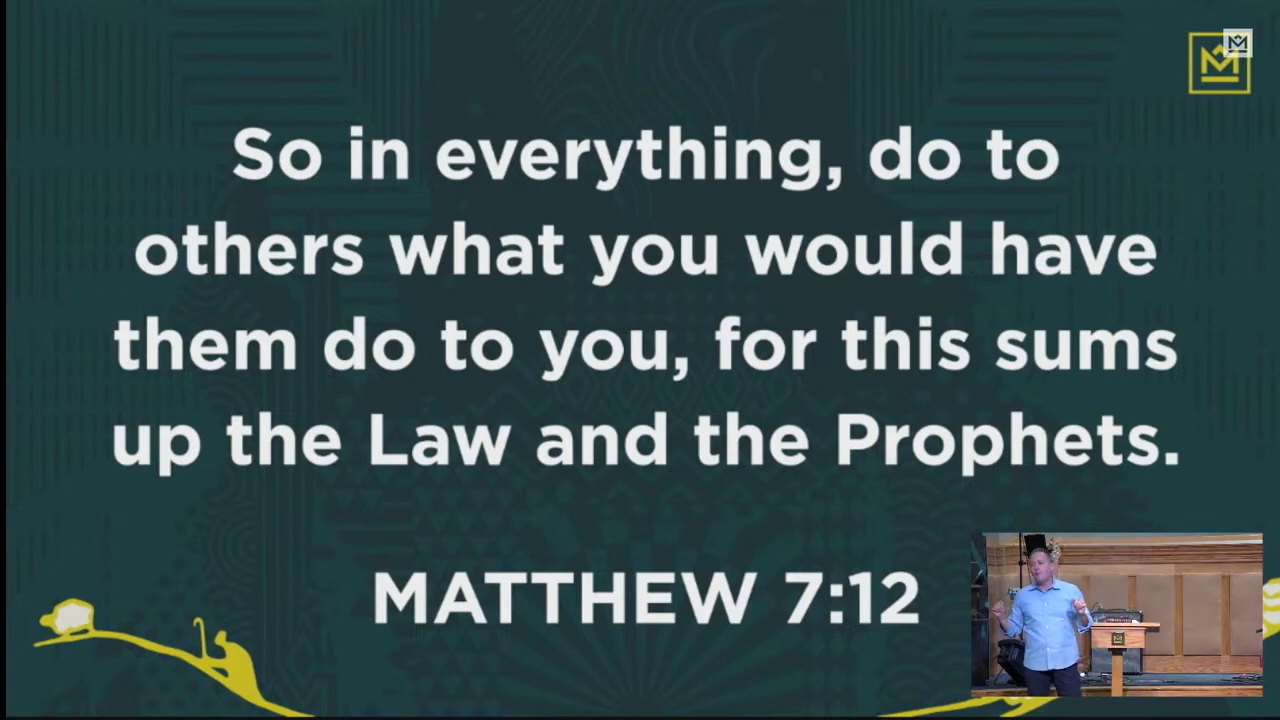 So in everything, do to
others what you would have
them do to you, for this sums
up the Law and the Prophets.
MATTHEW 7:12